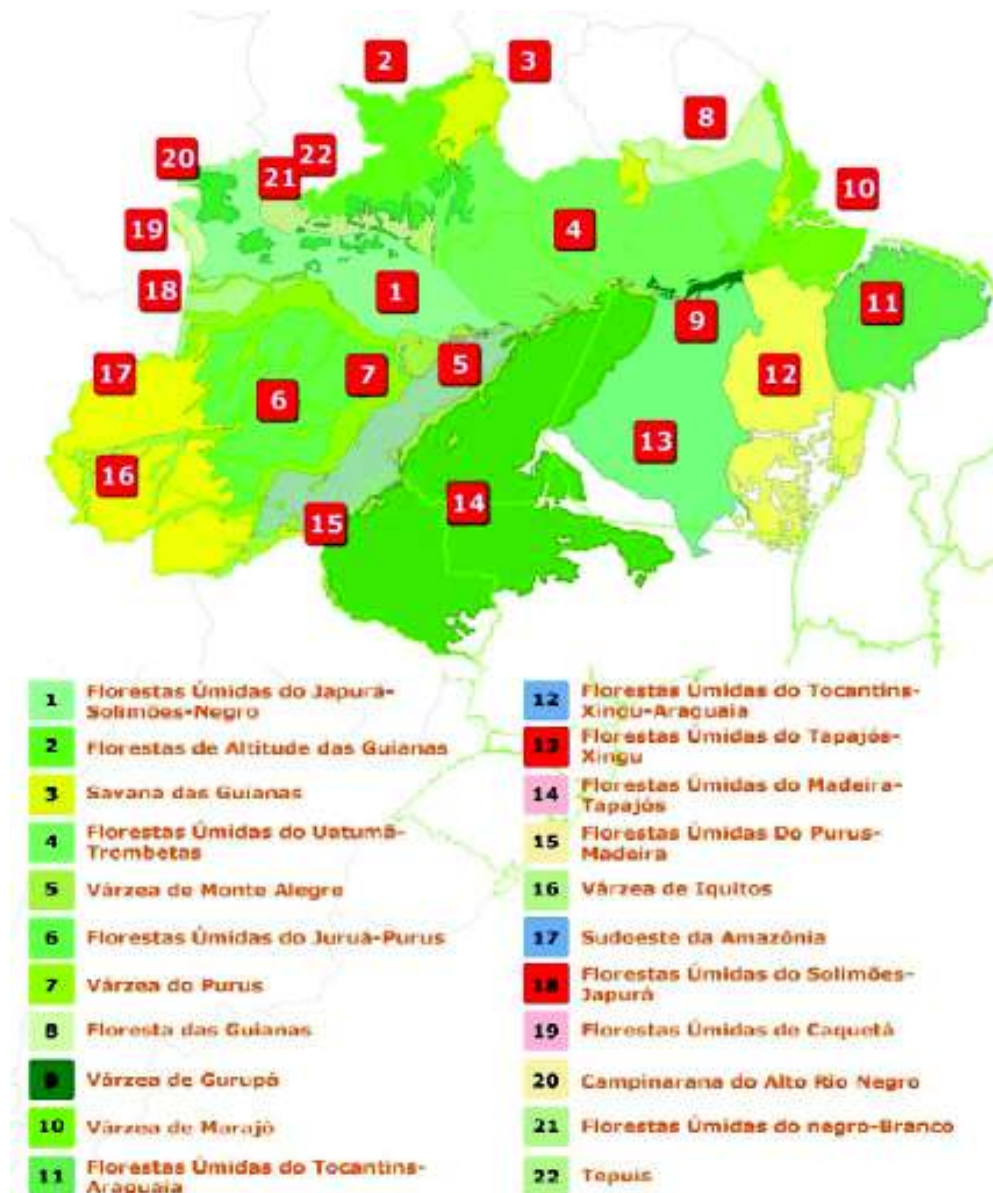 2
3
8
20
22
21
10
19
4
18
1
9
11
17
5
7
12
6
13
16
14
15
1 Florestas Úmidas do Japurá-
Solimões-Negro
2 Florestas de Altitude das Guianas
3 Savana das Guianas
4 Florestas Úmidas do Uatumã-
Trombetas
5 Várzea de Monte Alegre
6 Florestas Úmidas do Juruá-Purus
7 Várzea do Purus
8 Floresta das Guianas
9 Várzea de Gurupá
10 Várzea de Marajó
11 Florestas Úmidas do Tocantins-
Araguaia
12 Florestas Úmidas do Tocantins-
Xingu-Araguaia
13 Florestas Úmidas do Tapajós-
Xingu
14 Florestas Úmidas do Madeira-
Tapajós
15 Florestas Úmidas Do Purus-
Madeira
16 Várzea de Iquitos
17 Sudoeste da Amazônia
18 Florestas Úmidas do Solimões-
Japurá
19 Florestas Úmidas de Caquetá
20 Campinarana do Alto Rio Negro
21 Florestas Úmidas do negro-Branco
22 Tepuis